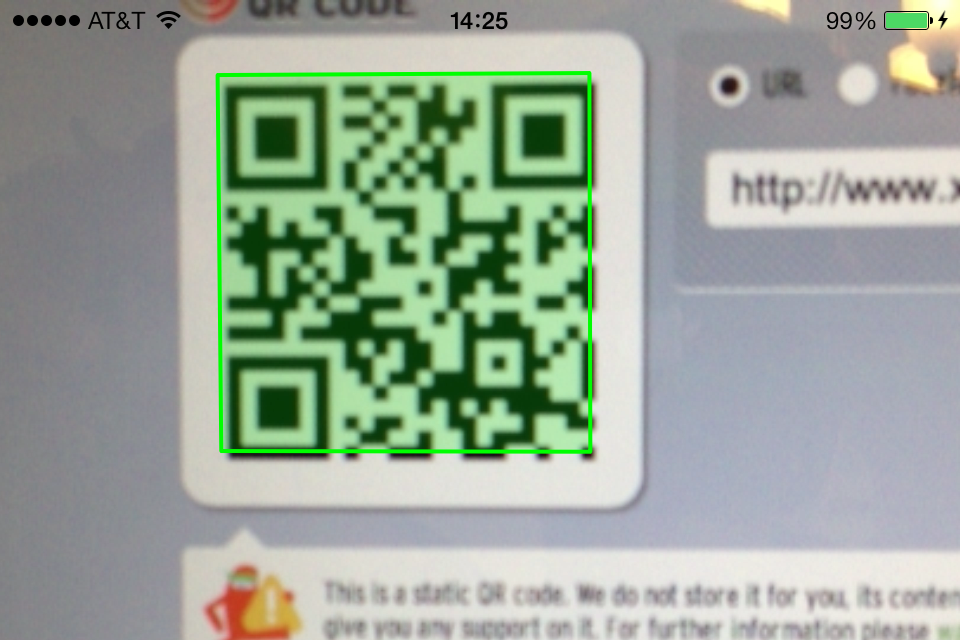 QR CODE
AT&T 14:25 99%
URL
http://www.x
This is a static QR code. We do not store it for you, its conten
give you any support on it. For further information please